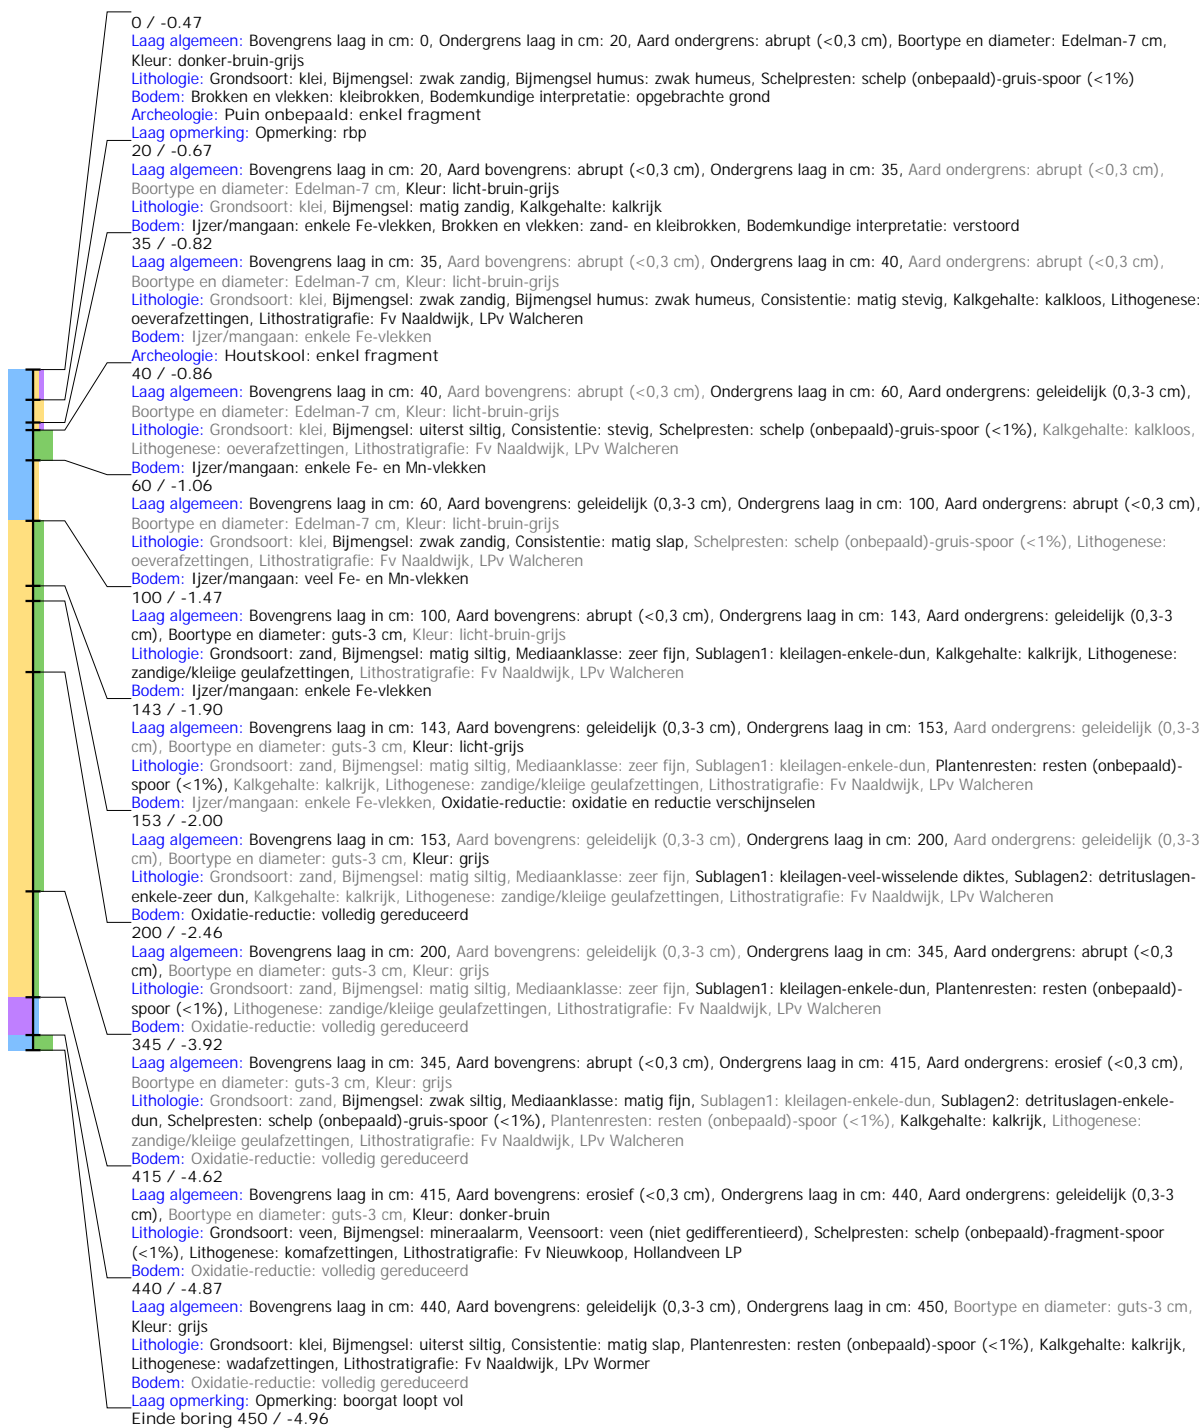 0 / -0.47
Laag algemeen: Bovengrens laag in cm: 0, Ondergrens laag in cm: 20, Aard ondergrens: abrupt (<0,3 cm), Boortype en diameter: Edelman-7 cm,
Kleur: donker-bruin-grijs
Lithologie: Grondsoort: klei, Bijmengsel: zwak zandig, Bijmengsel humus: zwak humeus, Schelpresten: schelp (onbepaald)-gruis-spoor (<1%)
Bodem: Brokken en vlekken: kleibrokken, Bodemkundige interpretatie: opgebrachte grond
Archeologie: Puin onbepaald: enkel fragment
Laag opmerking: Opmerking: rbp
20 / -0.67
Laag algemeen: Bovengrens laag in cm: 20, Aard bovengrens: abrupt (<0,3 cm), Ondergrens laag in cm: 35, Aard ondergrens: abrupt (<0,3 cm),
Boortype en diameter: Edelman-7 cm, Kleur: licht-bruin-grijs
Lithologie: Grondsoort: klei, Bijmengsel: matig zandig, Kalkgehalte: kalkrijk
Bodem: Ijzer/mangaan: enkele Fe-vlekken, Brokken en vlekken: zand- en kleibrokken, Bodemkundige interpretatie: verstoord
35 / -0.82
Laag algemeen: Bovengrens laag in cm: 35, Aard bovengrens: abrupt (<0,3 cm), Ondergrens laag in cm: 40, Aard ondergrens: abrupt (<0,3 cm),
Boortype en diameter: Edelman-7 cm, Kleur: licht-bruin-grijs
Lithologie: Grondsoort: klei, Bijmengsel: zwak zandig, Bijmengsel humus: zwak humeus, Consistentie: matig stevig, Kalkgehalte: kalkloos, Lithogenese:
oeverafzettingen, Lithostratigrafie: Fv Naaldwijk, LPv Walcheren
Bodem: Ijzer/mangaan: enkele Fe-vlekken
Archeologie: Houtskool: enkel fragment
40 / -0.86
Laag algemeen: Bovengrens laag in cm: 40, Aard bovengrens: abrupt (<0,3 cm), Ondergrens laag in cm: 60, Aard ondergrens: geleidelijk (0,3-3 cm),
Boortype en diameter: Edelman-7 cm, Kleur: licht-bruin-grijs
Lithologie: Grondsoort: klei, Bijmengsel: uiterst siltig, Consistentie: stevig, Schelpresten: schelp (onbepaald)-gruis-spoor (<1%), Kalkgehalte: kalkloos,
Lithogenese: oeverafzettingen, Lithostratigrafie: Fv Naaldwijk, LPv Walcheren
Bodem: Ijzer/mangaan: enkele Fe- en Mn-vlekken
60 / -1.06
Laag algemeen: Bovengrens laag in cm: 60, Aard bovengrens: geleidelijk (0,3-3 cm), Ondergrens laag in cm: 100, Aard ondergrens: abrupt (<0,3 cm),
Boortype en diameter: Edelman-7 cm, Kleur: licht-bruin-grijs
Lithologie: Grondsoort: klei, Bijmengsel: zwak zandig, Consistentie: matig slap, Schelpresten: schelp (onbepaald)-gruis-spoor (<1%), Lithogenese:
oeverafzettingen, Lithostratigrafie: Fv Naaldwijk, LPv Walcheren
Bodem: Ijzer/mangaan: veel Fe- en Mn-vlekken
100 / -1.47
Laag algemeen: Bovengrens laag in cm: 100, Aard bovengrens: abrupt (<0,3 cm), Ondergrens laag in cm: 143, Aard ondergrens: geleidelijk (0,3-3
cm), Boortype en diameter: guts-3 cm, Kleur: licht-bruin-grijs
Lithologie: Grondsoort: zand, Bijmengsel: matig siltig, Mediaanklasse: zeer fijn, Sublagen1: kleilagen-enkele-dun, Kalkgehalte: kalkrijk, Lithogenese:
zandige/kleiige geulafzettingen, Lithostratigrafie: Fv Naaldwijk, LPv Walcheren
Bodem: Ijzer/mangaan: enkele Fe-vlekken
143 / -1.90
Laag algemeen: Bovengrens laag in cm: 143, Aard bovengrens: geleidelijk (0,3-3 cm), Ondergrens laag in cm: 153, Aard ondergrens: geleidelijk (0,3-3
cm), Boortype en diameter: guts-3 cm, Kleur: licht-grijs
Lithologie: Grondsoort: zand, Bijmengsel: matig siltig, Mediaanklasse: zeer fijn, Sublagen1: kleilagen-enkele-dun, Plantenresten: resten (onbepaald)-
spoor (<1%), Kalkgehalte: kalkrijk, Lithogenese: zandige/kleiige geulafzettingen, Lithostratigrafie: Fv Naaldwijk, LPv Walcheren
Bodem: Ijzer/mangaan: enkele Fe-vlekken, Oxidatie-reductie: oxidatie en reductie verschijnselen
153 / -2.00
Laag algemeen: Bovengrens laag in cm: 153, Aard bovengrens: geleidelijk (0,3-3 cm), Ondergrens laag in cm: 200, Aard ondergrens: geleidelijk (0,3-3
cm), Boortype en diameter: guts-3 cm, Kleur: grijs
Lithologie: Grondsoort: zand, Bijmengsel: matig siltig, Mediaanklasse: zeer fijn, Sublagen1: kleilagen-veel-wisselende diktes, Sublagen2: detrituslagen-
enkele-zeer dun, Kalkgehalte: kalkrijk, Lithogenese: zandige/kleiige geulafzettingen, Lithostratigrafie: Fv Naaldwijk, LPv Walcheren
Bodem: Oxidatie-reductie: volledig gereduceerd
200 / -2.46
Laag algemeen: Bovengrens laag in cm: 200, Aard bovengrens: geleidelijk (0,3-3 cm), Ondergrens laag in cm: 345, Aard ondergrens: abrupt (<0,3
cm), Boortype en diameter: guts-3 cm, Kleur: grijs
Lithologie: Grondsoort: zand, Bijmengsel: matig siltig, Mediaanklasse: zeer fijn, Sublagen1: kleilagen-enkele-dun, Plantenresten: resten (onbepaald)-
spoor (<1%), Lithogenese: zandige/kleiige geulafzettingen, Lithostratigrafie: Fv Naaldwijk, LPv Walcheren
Bodem: Oxidatie-reductie: volledig gereduceerd
345 / -3.92
Laag algemeen: Bovengrens laag in cm: 345, Aard bovengrens: abrupt (<0,3 cm), Ondergrens laag in cm: 415, Aard ondergrens: erosief (<0,3 cm),
Boortype en diameter: guts-3 cm, Kleur: grijs
Lithologie: Grondsoort: zand, Bijmengsel: zwak siltig, Mediaanklasse: matig fijn, Sublagen1: kleilagen-enkele-dun, Sublagen2: detrituslagen-enkele-
dun, Schelpresten: schelp (onbepaald)-gruis-spoor (<1%), Plantenresten: resten (onbepaald)-spoor (<1%), Kalkgehalte: kalkrijk, Lithogenese:
zandige/kleiige geulafzettingen, Lithostratigrafie: Fv Naaldwijk, LPv Walcheren
Bodem: Oxidatie-reductie: volledig gereduceerd
415 / -4.62
Laag algemeen: Bovengrens laag in cm: 415, Aard bovengrens: erosief (<0,3 cm), Ondergrens laag in cm: 440, Aard ondergrens: geleidelijk (0,3-3
cm), Boortype en diameter: guts-3 cm, Kleur: donker-bruin
Lithologie: Grondsoort: veen, Bijmengsel: mineraalarm, Veensoort: veen (niet gedifferentieerd), Schelpresten: schelp (onbepaald)-fragment-spoor
(<1%), Lithogenese: komafzettingen, Lithostratigrafie: Fv Nieuwkoop, Hollandveen LP
Bodem: Oxidatie-reductie: volledig gereduceerd
440 / -4.87
Laag algemeen: Bovengrens laag in cm: 440, Aard bovengrens: geleidelijk (0,3-3 cm), Ondergrens laag in cm: 450, Boortype en diameter: guts-3 cm,
Kleur: grijs
Lithologie: Grondsoort: klei, Bijmengsel: uiterst siltig, Consistentie: matig slap, Plantenresten: resten (onbepaald)-spoor (<1%), Kalkgehalte: kalkrijk,
Lithogenese: wadafzettingen, Lithostratigrafie: Fv Naaldwijk, LPv Wormer
Bodem: Oxidatie-reductie: volledig gereduceerd
Laag opmerking: Opmerking: boorgat loopt vol
Einde boring 450 / -4.96